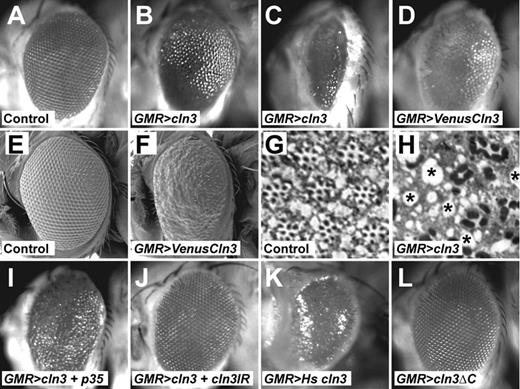 A
Control
B
GMR>cln3
C
GMR>cln3
D
GMR>VenusCln3
E
Control
F
GMR>VenusCln3
G
Control
H
GMR>cln3
* * * * *
I
GMR>cln3 + p35
J
GMR>cln3 + cln3IR
K
GMR>Hs cln3
L
GMR>cln3ΔC